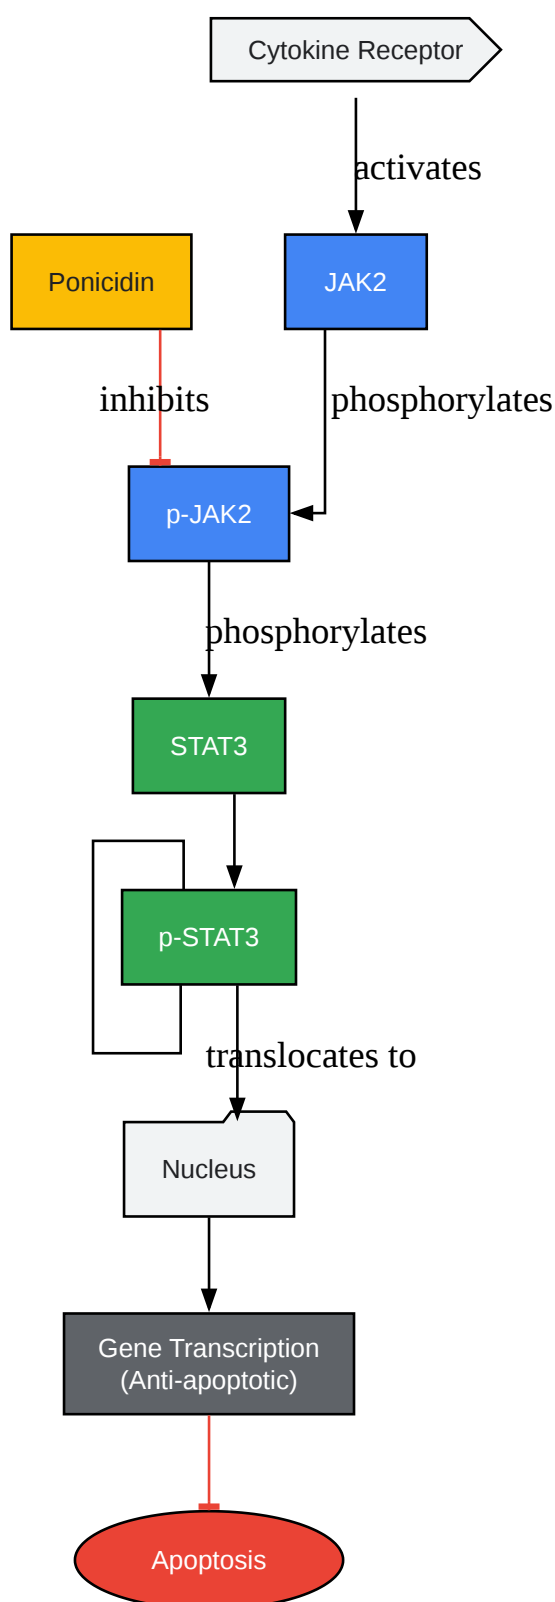 Cytokine Receptor
activates
Ponicidin
JAK2
inhibits
phosphorylates
p-JAK2
phosphorylates
STAT3
p-STAT3
translocates to
Nucleus
Gene Transcription
(Anti-apoptotic)
Apoptosis